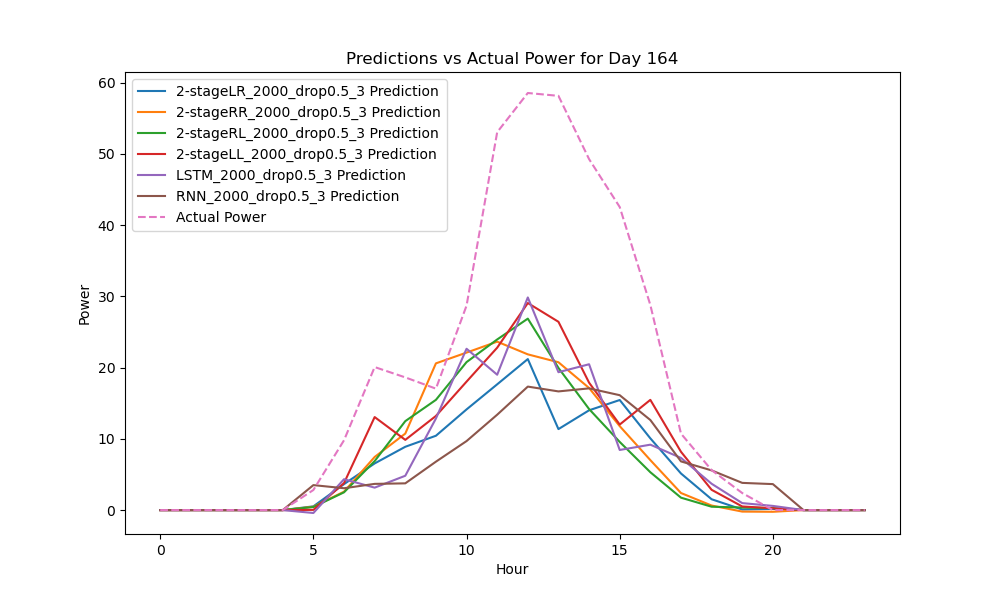 Predictions vs Actual Power for Day 164
60
50
40
30
20
10
0
Power
2-stageLR_2000_drop0.5_3 Prediction
2-stageRR_2000_drop0.5_3 Prediction
2-stageRL_2000_drop0.5_3 Prediction
2-stageLL_2000_drop0.5_3 Prediction
LSTM_2000_drop0.5_3 Prediction
RNN_2000_drop0.5_3 Prediction
Actual Power
0 5 10 15 20
Hour